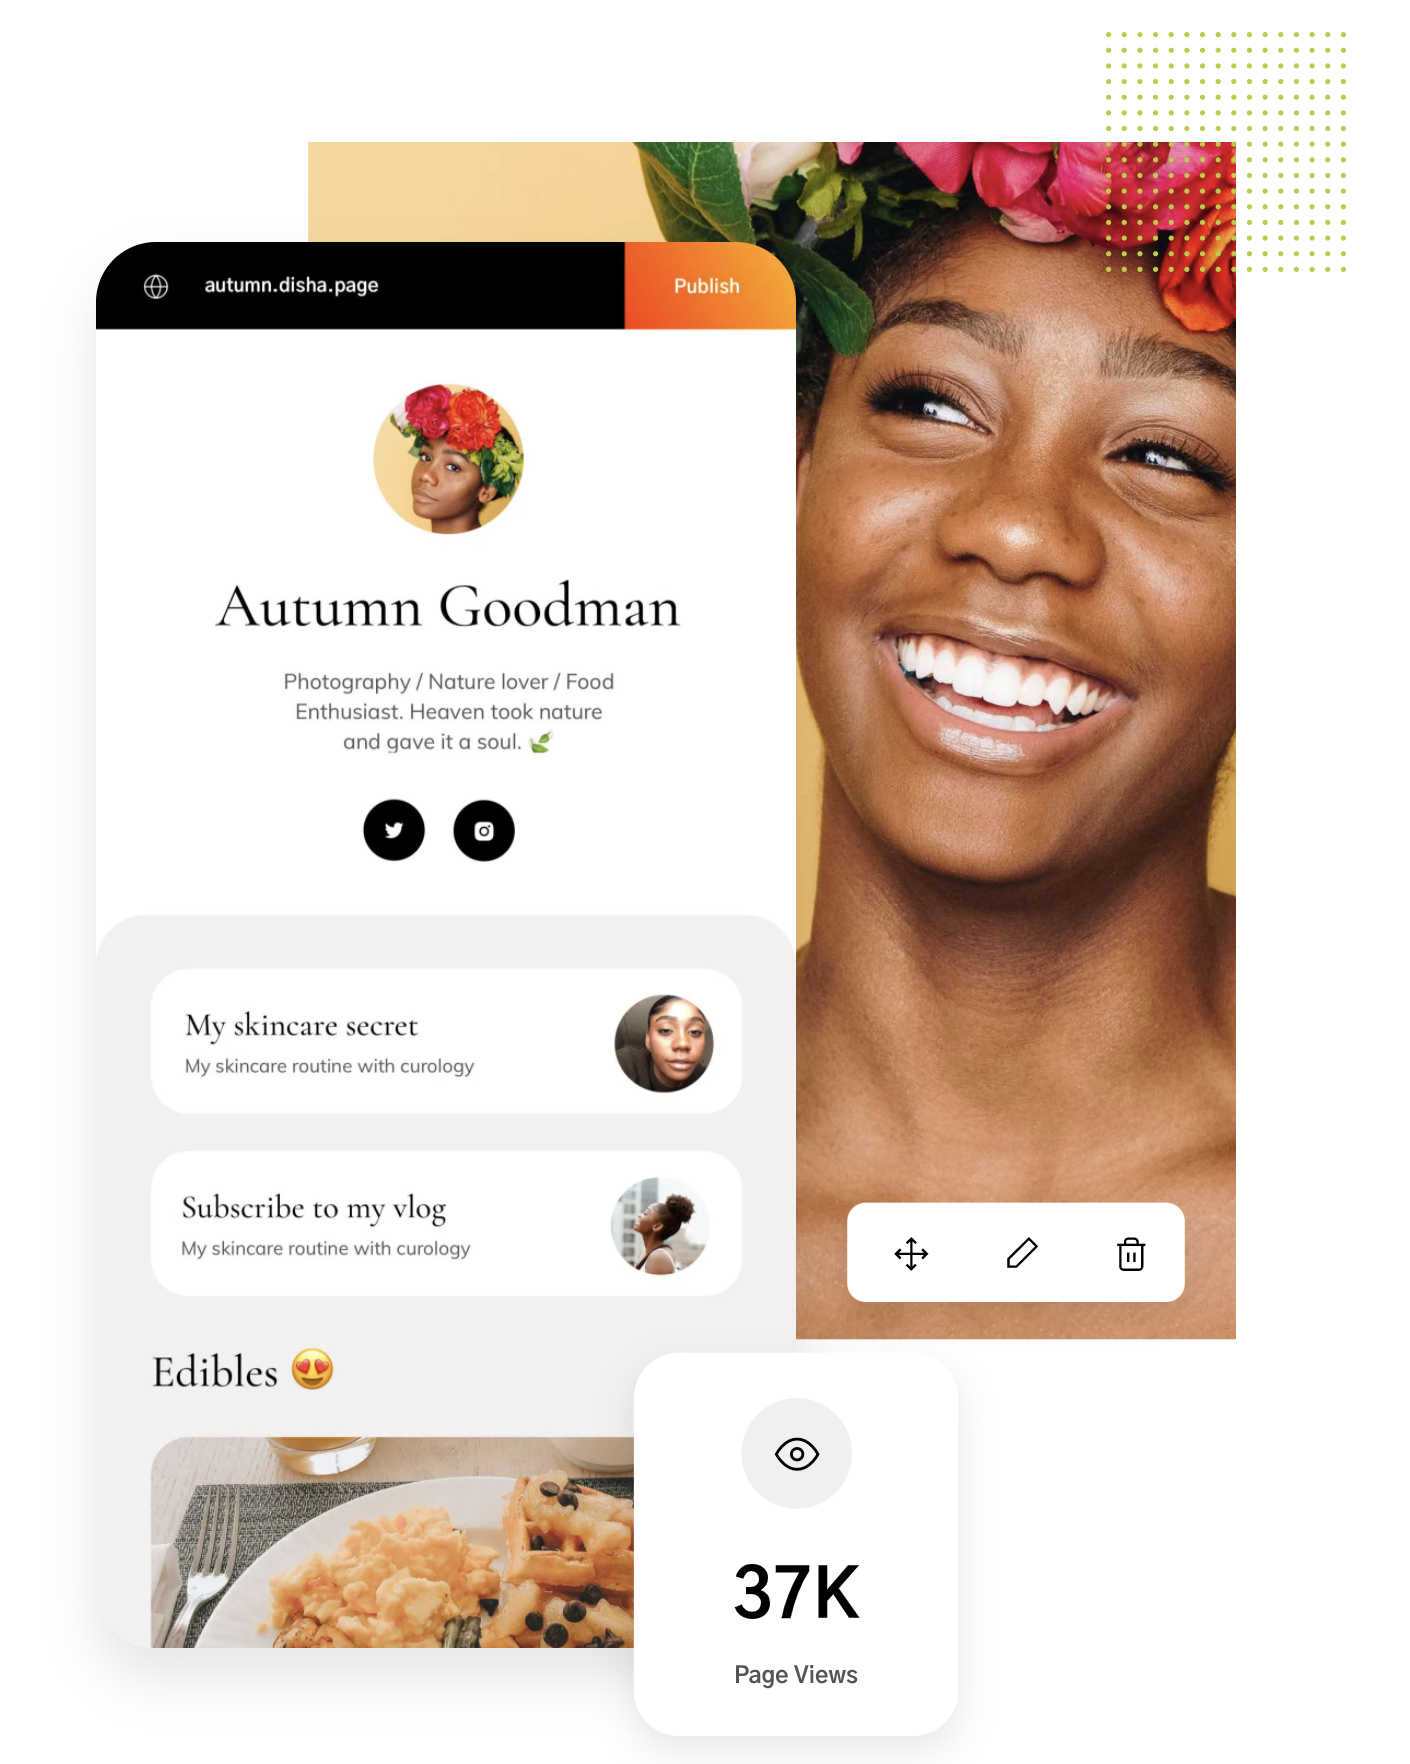 autumn.disha.page
Publish
Autumn Goodman
Photography / Nature lover / Food
Enthusiast. Heaven took nature
and gave it a soul. 🌿
My skincare secret
My skincare routine with curology
Subscribe to my vlog
My skincare routine with curology
Edibles 😍
37K
Page Views